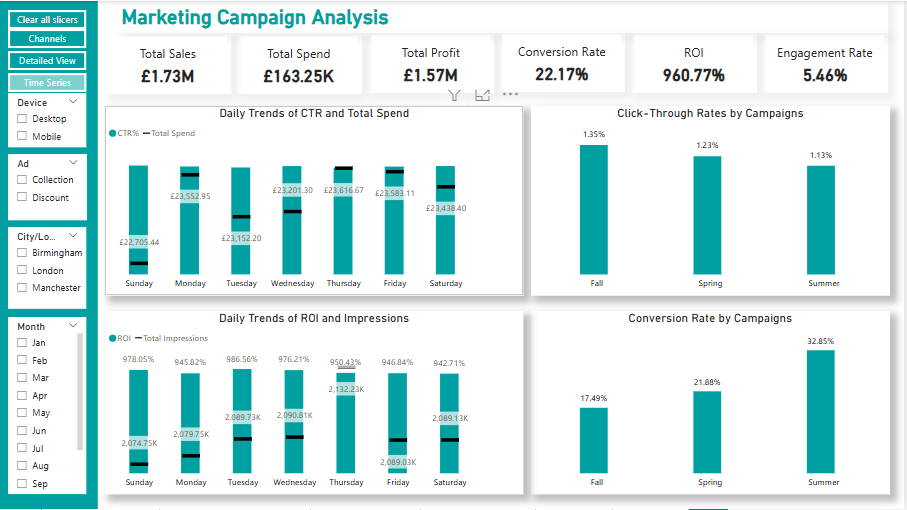 Clear all slicers
Channels
Detailed View
Time Series
Device
Desktop
Mobile
Ad
Collection
Discount
City/Lo...
Birmingham
London
Manchester
Month
Jan
Feb
Mar
Apr
May
Jun
Jul
Aug
Sep
Marketing Campaign Analysis
Total Sales
£1.73M
Total Spend
£163.25K
Total Profit
£1.57M
Conversion Rate
22.17%
ROI
960.77%
Engagement Rate
5.46%
Daily Trends of CTR and Total Spend
CTR% Total Spend
£22,705.44 £23,552.95 £23,152.20 £23,201.30 £23,616.67 £23,583.11 £23,438.40
Sunday Monday Tuesday Wednesday Thursday Friday Saturday
Click-Through Rates by Campaigns
1.35% 1.23% 1.13%
Fall Spring Summer
Daily Trends of ROI and Impressions
ROI Total Impressions
978.05% 945.82% 986.56% 976.21% 950.43% 946.84% 942.71%
2,074.75K 2,079.75K 2,089.73K 2,090.81K 2,132.23K 2,089.03K 2,089.13K
Sunday Monday Tuesday Wednesday Thursday Friday Saturday
Conversion Rate by Campaigns
17.49% 21.88% 32.85%
Fall Spring Summer